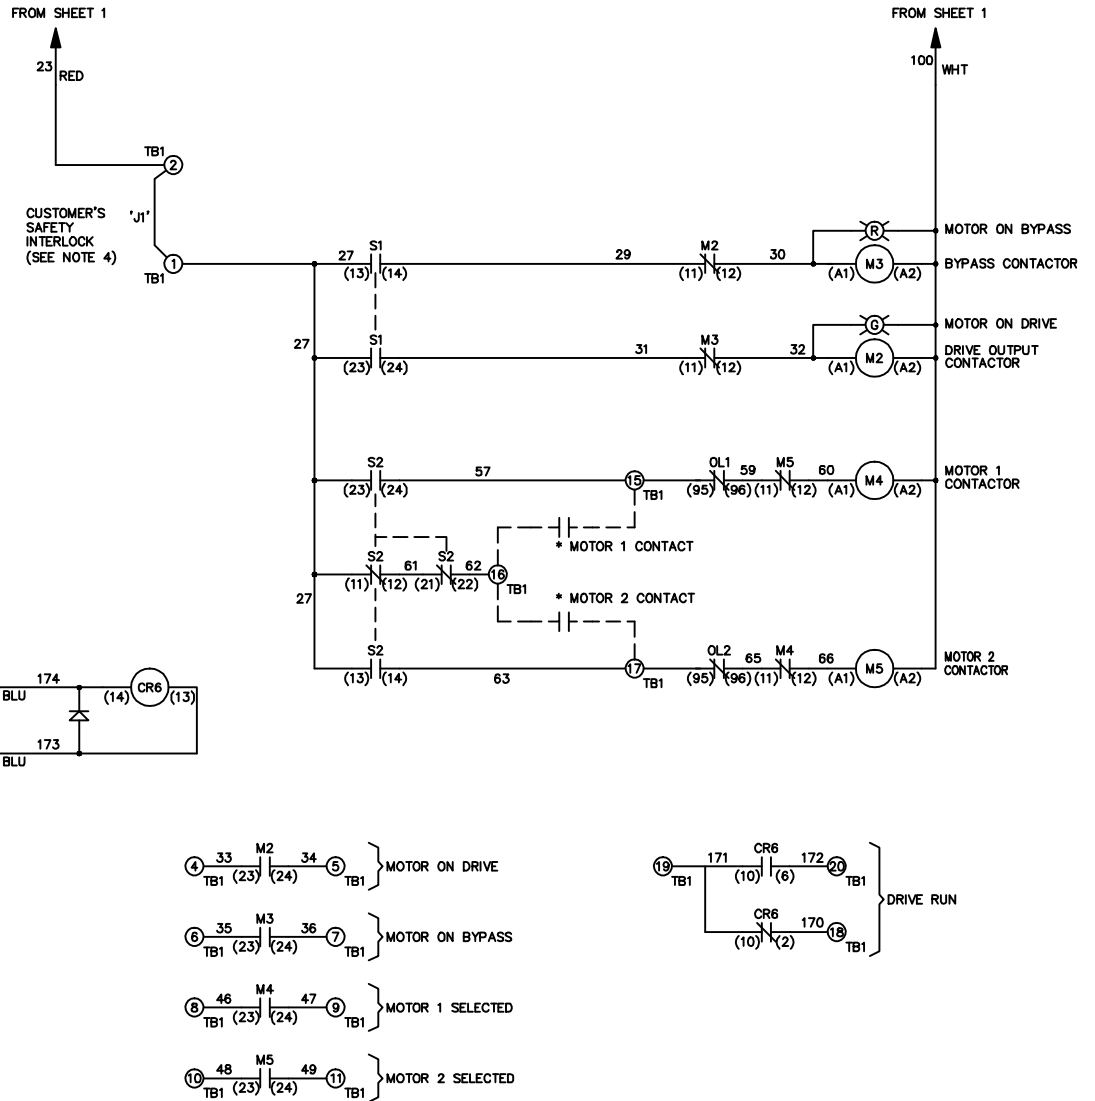 FROM SHEET 1
FROM SHEET 1
23
RED
100
WHT
TB1
2
CUSTOMER'S
SAFETY
INTERLOCK
(SEE NOTE 4)
'J1'
1
TB1
27
S1
(13)
(14)
29
M2
(11)
(12)
30
R
MOTOR ON BYPASS
(A1)
M3
(A2)
BYPASS CONTACTOR
27
S1
(23)
(24)
31
M3
(11)
(12)
32
G
MOTOR ON DRIVE
(A1)
M2
(A2)
DRIVE OUTPUT
CONTACTOR
S2
(23)
(24)
57
15
TB1
OL1
(95)
(96)
59
M5
(11)
(12)
60
(A1)
M4
(A2)
MOTOR 1
CONTACTOR
* MOTOR 1 CONTACT
S2
(11)
(12)
61
S2
(21)
(22)
62
16
TB1
27
* MOTOR 2 CONTACT
S2
(13)
(14)
63
17
TB1
OL2
(95)
(96)
65
M4
(11)
(12)
66
(A1)
M5
(A2)
MOTOR 2
CONTACTOR
174
BLU
(14)
CR6
(13)
173
BLU
4
TB1
33
M2
(23)
(24)
34
5
TB1
MOTOR ON DRIVE
6
TB1
35
M3
(23)
(24)
36
7
TB1
MOTOR ON BYPASS
8
TB1
46
M4
(23)
(24)
47
9
TB1
MOTOR 1 SELECTED
10
TB1
48
M5
(23)
(24)
49
11
TB1
MOTOR 2 SELECTED
19
TB1
171
CR6
(10)
(6)
172
20
TB1
DRIVE RUN
CR6
(10)
(2)
170
18
TB1